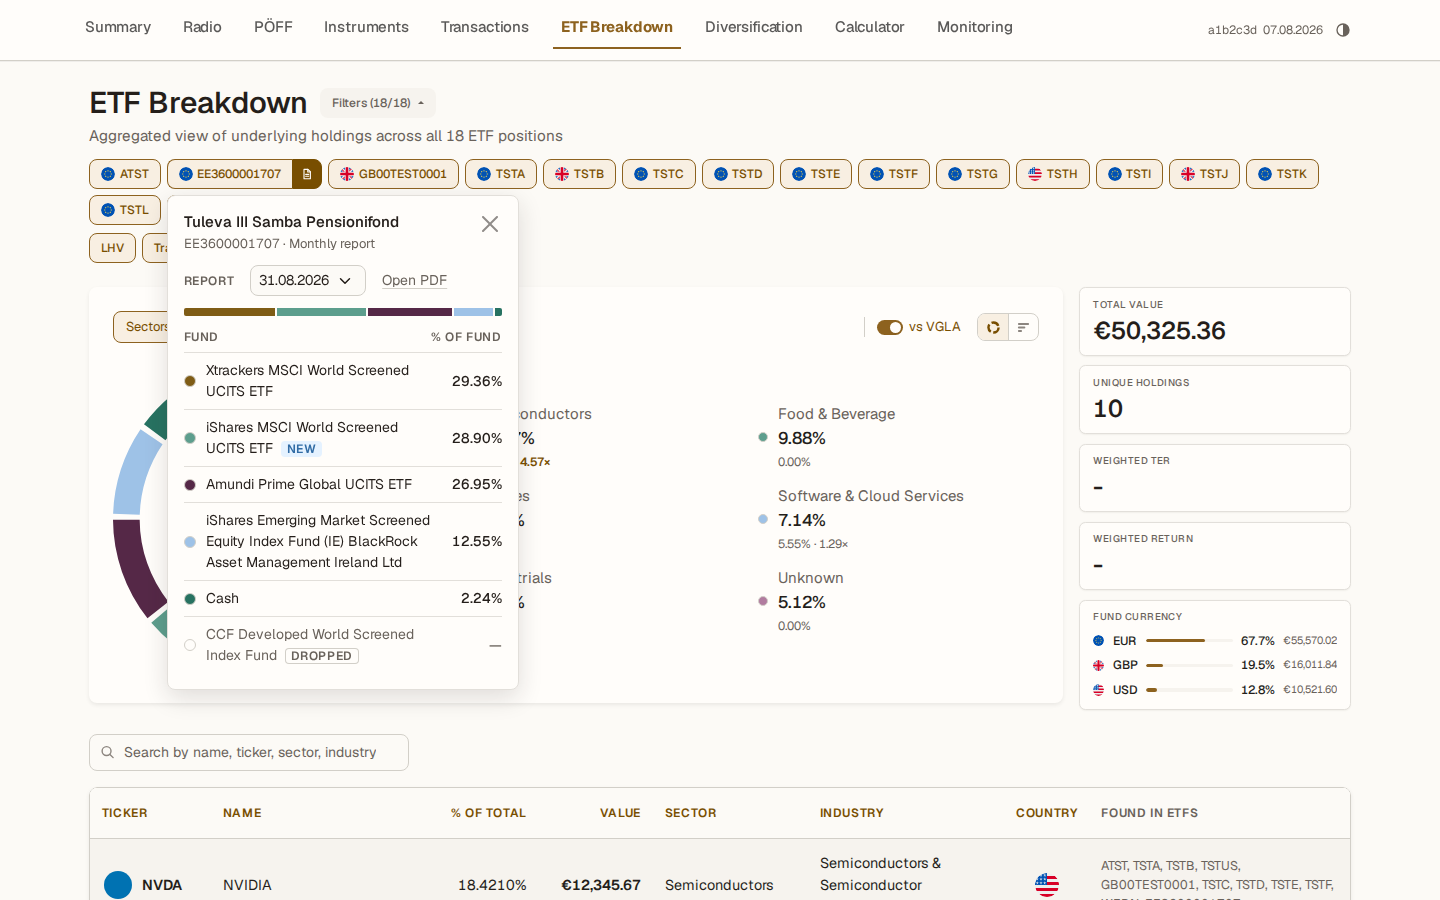 Summary Radio PÖFF Instruments Transactions ETF Breakdown Diversification Calculator Monitoring a1b2c3d 07.08.2026
ETF Breakdown Filters (18/18)
Aggregated view of underlying holdings across all 18 ETF positions
ATST EE3600001707 GB00TEST0001 TSTA TSTB TSTC TSTD TSTE TSTF TSTG TSTH TSTI TSTJ TSTK
TSTL
LHV
Tuleva III Samba Pensionifond
EE3600001707 · Monthly report
REPORT 31.08.2026 Open PDF
FUND % OF FUND
Xtrackers MSCI World Screened
UCITS ETF 29.36%
iShares MSCI World Screened
UCITS ETF NEW 28.90%
Amundi Prime Global UCITS ETF 26.95%
iShares Emerging Market Screened
Equity Index Fund (IE) BlackRock
Asset Management Ireland Ltd 12.55%
Cash 2.24%
CCF Developed World Screened
Index Fund DROPPED —
Sectors
vs VGLA
4.57×
Food & Beverage
9.88%
0.00%
Software & Cloud Services
7.14%
5.55% · 1.29×
Unknown
5.12%
0.00%
TOTAL VALUE
€50,325.36
UNIQUE HOLDINGS
10
WEIGHTED TER
–
WEIGHTED RETURN
–
FUND CURRENCY
EUR 67.7% €55,570.02
GBP 19.5% €16,011.84
USD 12.8% €10,521.60
Search by name, ticker, sector, industry
TICKER NAME % OF TOTAL VALUE SECTOR INDUSTRY COUNTRY FOUND IN ETFS
NVDA NVIDIA 18.4210% €12,345.67 Semiconductors
Semiconductors &
Semiconductor
ATST, TSTA, TSTB, TSTUS,
GB00TEST0001, TSTC, TSTD, TSTE, TSTF,